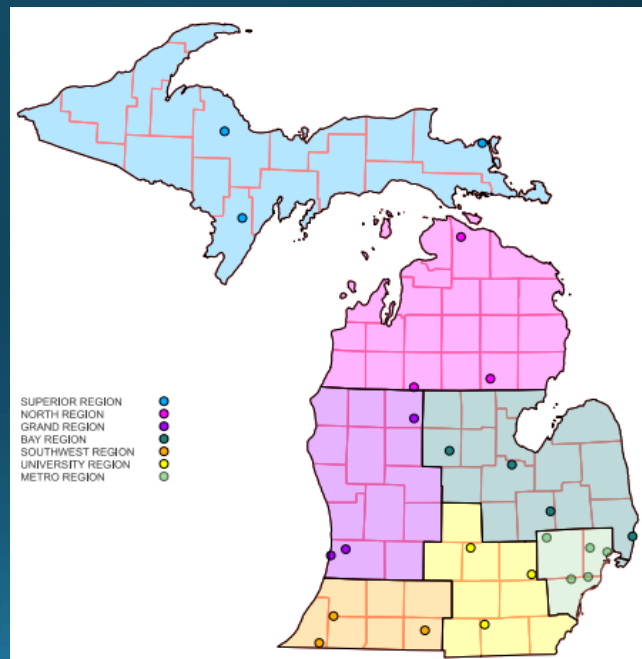 SUPERIOR REGION
NORTH REGION
GRAND REGION
BAY REGION
SOUTHWEST REGION
UNIVERSITY REGION
METRO REGION